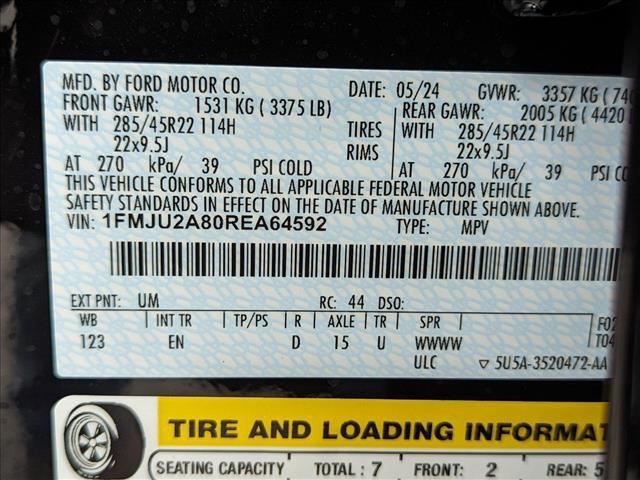 MFD. BY FORD MOTOR CO. DATE: 05/24 GVWR: 3357 KG (
FRONT GAWR: 1531 KG ( 3375 LB) REAR GAWR: 2005 KG ( 4420
WITH 285/45R22 114H TIRES WITH 285/45R22 114H
22x9.5J RIMS 22x9.5J
AT 270 kPa/ 39 PSI COLD AT 270 kPa/ 39 PSI
THIS VEHICLE CONFORMS TO ALL APPLICABLE FEDERAL MOTOR VEHICLE
SAFETY STANDARDS IN EFFECT ON THE DATE OF MANUFACTURE SHOWN ABOVE.
VIN: 1FMJU2A80REA64592 TYPE: MPV
EXT PNT: UM RC: 44 DSO:
WB INT TR TP/PS R AXLE TR SPR
123 EN D 15 U WWWW
ULC ▽ 5U5A-3520472-AA
TIRE AND LOADING
SEATING CAPACITY TOTAL : 7 FRONT: 2 REAR: 5